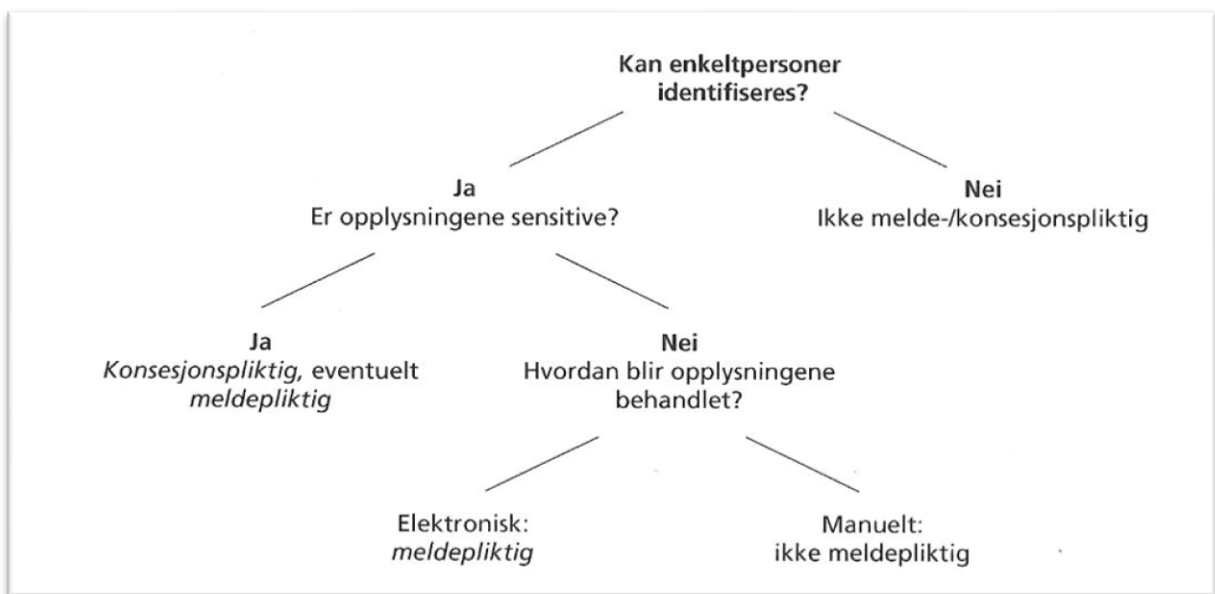 Kan enkeltpersoner
identifiseres?
Ja
Er opplysningene sensitive?
Nei
Ikke melde-/konsesjonspliktig
Ja
Konsesjonspliktig, eventuelt
meldepliktig
Nei
Hvordan blir opplysningene
behandlet?
Elektronisk:
meldepliktig
Manuelt:
ikke meldepliktig